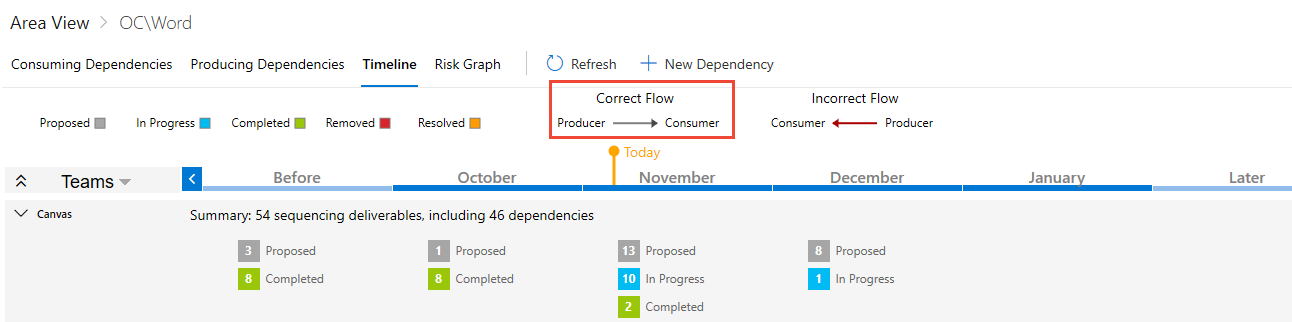 Area View > OC\Word
Consuming Dependencies Producing Dependencies Timeline Risk Graph Refresh New Dependency
Correct Flow Incorrect Flow
Proposed In Progress Completed Removed Resolved Producer Consumer Consumer Producer
Today
Teams Before October November December January Later
Canvas Summary: 54 sequencing deliverables, including 46 dependencies
3 Proposed 1 Proposed 13 Proposed 8 Proposed
8 Completed 8 Completed 10 In Progress 1 In Progress
2 Completed